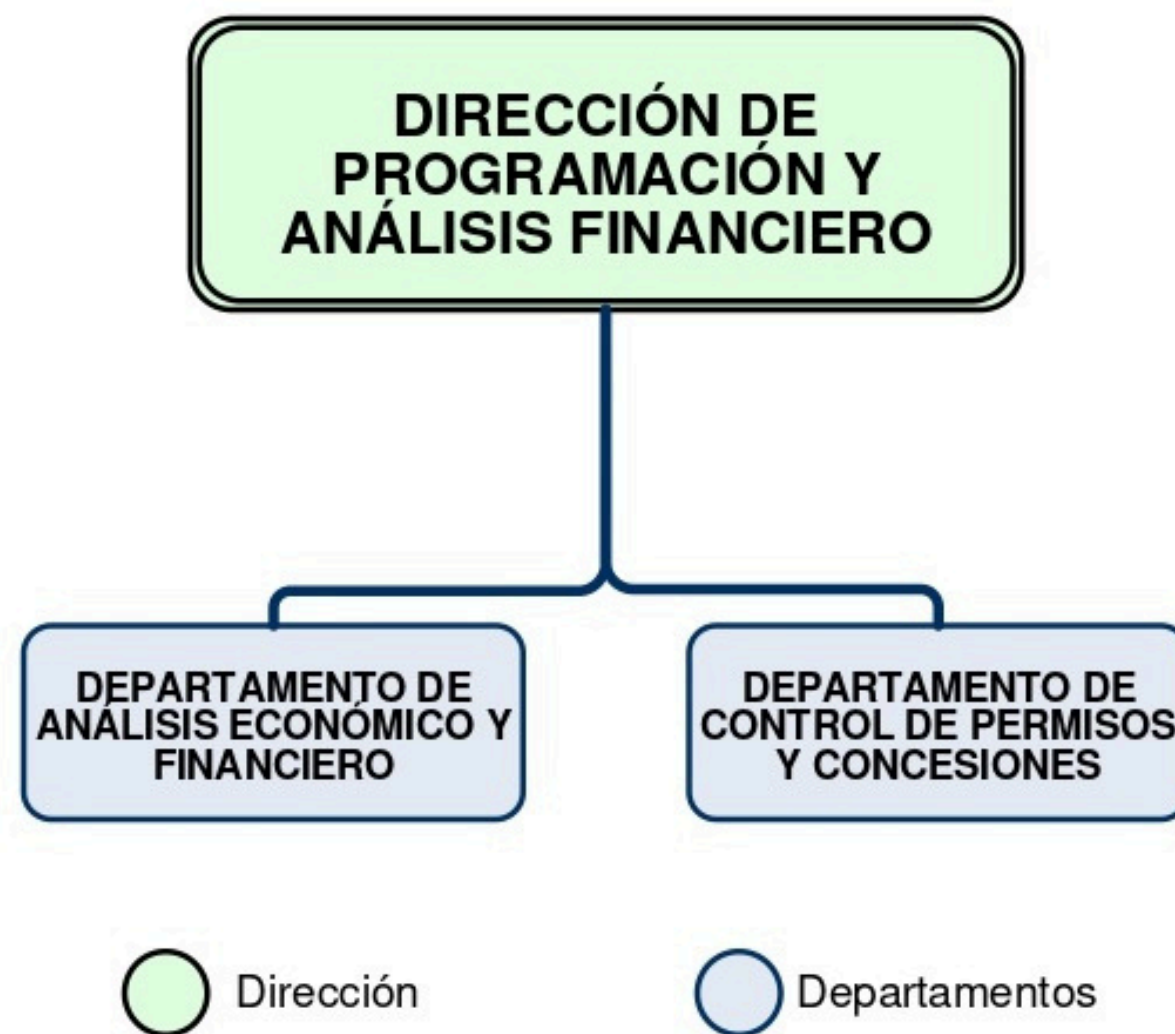 DIRECCIÓN DE
PROGRAMACIÓN Y
ANÁLISIS FINANCIERO
DEPARTAMENTO DE
ANÁLISIS ECONÓMICO Y
FINANCIERO
DEPARTAMENTO DE
CONTROL DE PERMISOS
Y CONCESIONES
Dirección
Departamentos